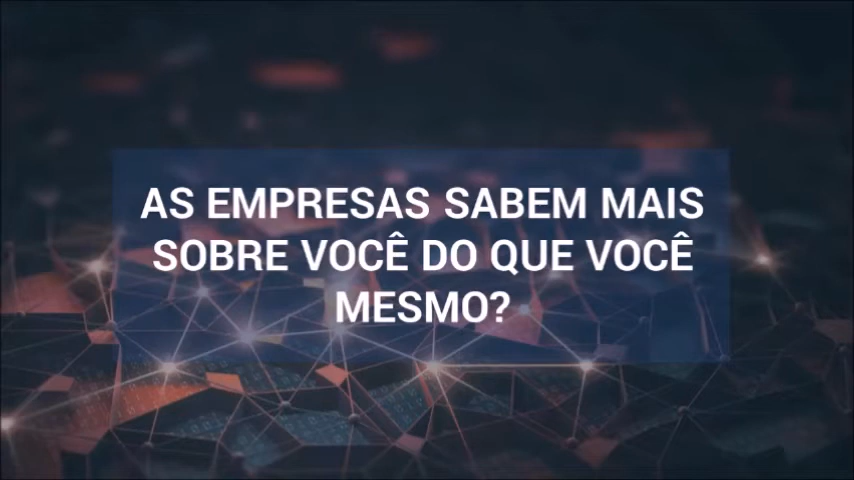 AS EMPRESAS SABEM MAIS
SOBRE VOCÊ DO QUE VOCÊ
MESMO?